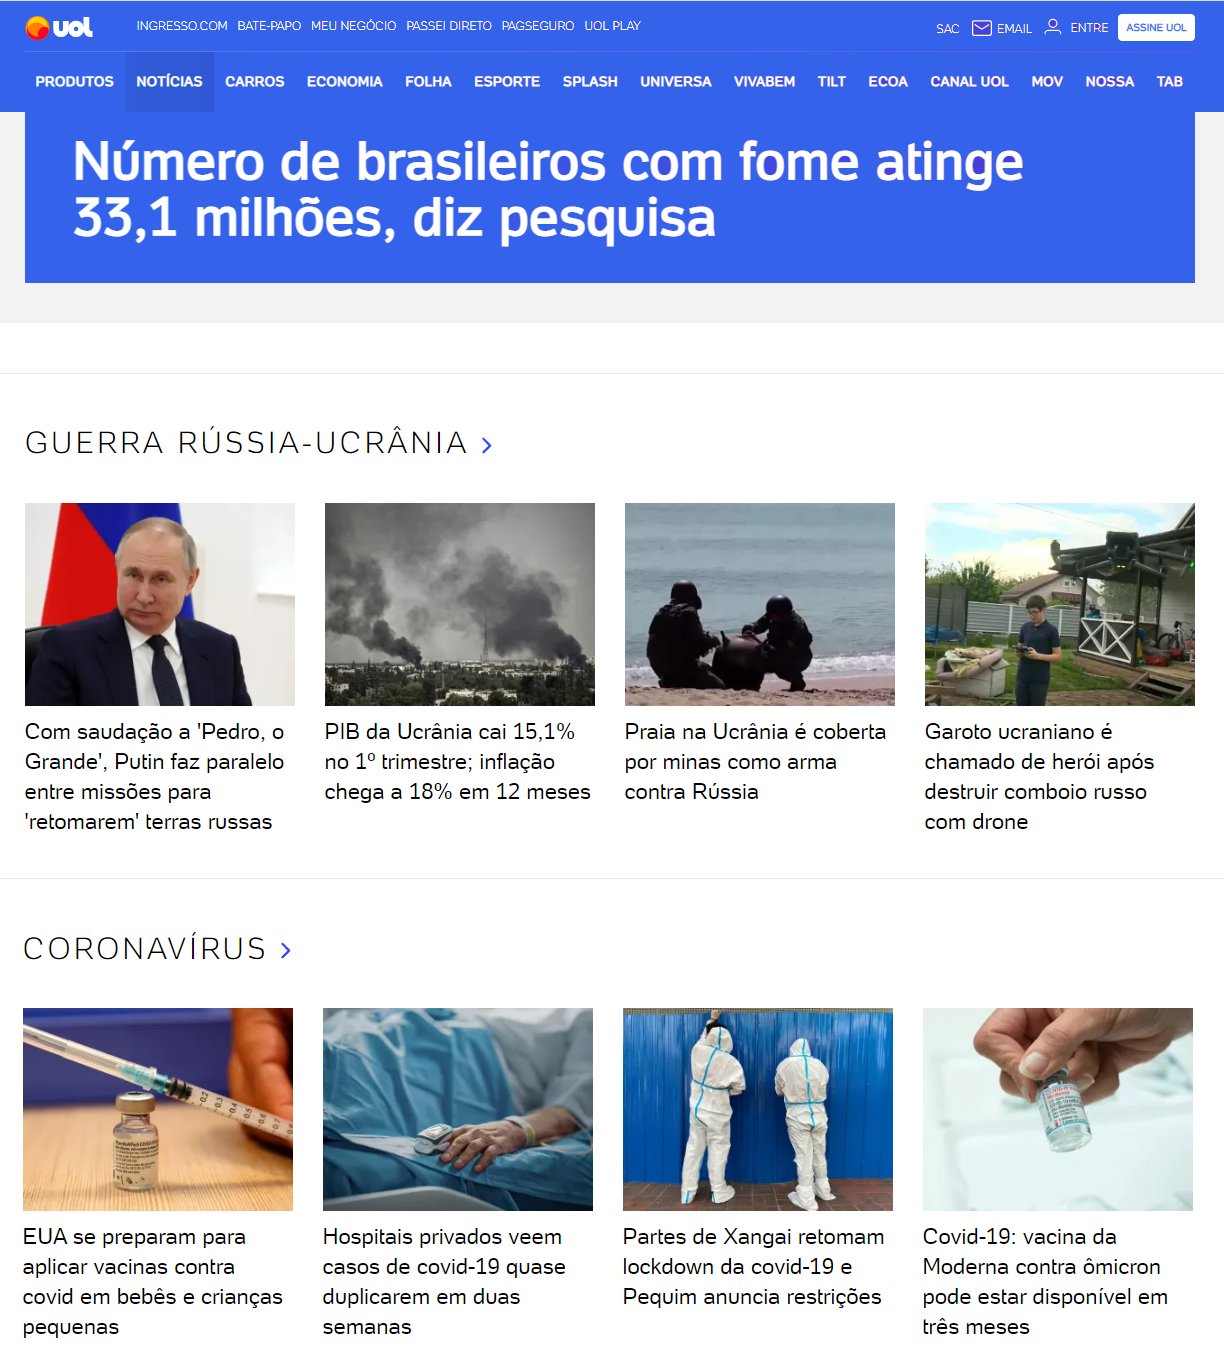 uol INGRESSO.COM BATE-PAPO MEU NEGÓCIO PASSEI DIRETO PAGSEGURO UOL PLAY SAC EMAIL ENTRE ASSINE UOL
PRODUTOS NOTÍCIAS CARROS ECONOMIA FOLHA ESPORTE SPLASH UNIVERSA VIVABEM TILT ECOA CANAL UOL MOV NOSSA TAB
Número de brasileiros com fome atinge
33,1 milhões, diz pesquisa
GUERRA RÚSSIA-UCRÂNIA
Com saudação a 'Pedro, o
Grande', Putin faz paralelo
entre missões para
'retomarem' terras russas
PIB da Ucrânia cai 15,1%
no 1º trimestre; inflação
chega a 18% em 12 meses
Praia na Ucrânia é coberta
por minas como arma
contra Rússia
Garoto ucraniano é
chamado de herói após
destruir comboio russo
com drone
CORONAVÍRUS
EUA se preparam para
aplicar vacinas contra
covid em bebês e crianças
pequenas
Hospitais privados veem
casos de covid-19 quase
duplicarem em duas
semanas
Partes de Xangai retomam
lockdown da covid-19 e
Pequim anuncia restrições
Covid-19: vacina da
Moderna contra ômicron
pode estar disponível em
três meses